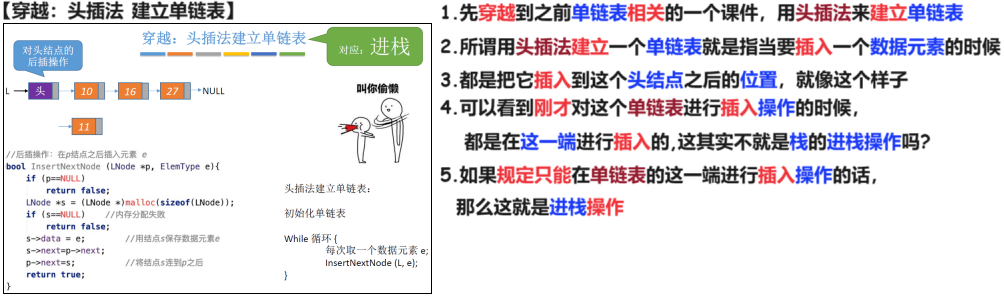 【穿越：头插法 建立单链表】
对头结点的
后插操作
穿越：头插法建立单链表
对应：进栈
L
头
10
16
27
NULL
11
叫你偷懒
//后插操作：在p结点之后插入元素 e
bool InsertNextNode (LNode *p, ElemType e){
if (p==NULL)
return false;
LNode *s = (LNode *)malloc(sizeof(LNode));
if (s==NULL) //内存分配失败
return false;
s->data = e; //用结点s保存数据元素e
s->next=p->next;
p->next=s; //将结点s连到p之后
return true;
}
头插法建立单链表：
初始化单链表
While 循环 {
每次取一个数据元素 e;
InsertNextNode (L, e);
}
1.先穿越到之前单链表相关的一个课件，用头插法来建立单链表
2.所谓用头插法建立一个单链表就是指当要插入一个数据元素的时候
3.都是把它插入到这个头结点之后的位置，就像这个样子
4.可以看到刚才对这个单链表进行插入操作的时候，
都是在这一端进行插入的,这其实不就是栈的进栈操作吗?
5.如果规定只能在单链表的这一端进行插入操作的话，
那么这就是进栈操作